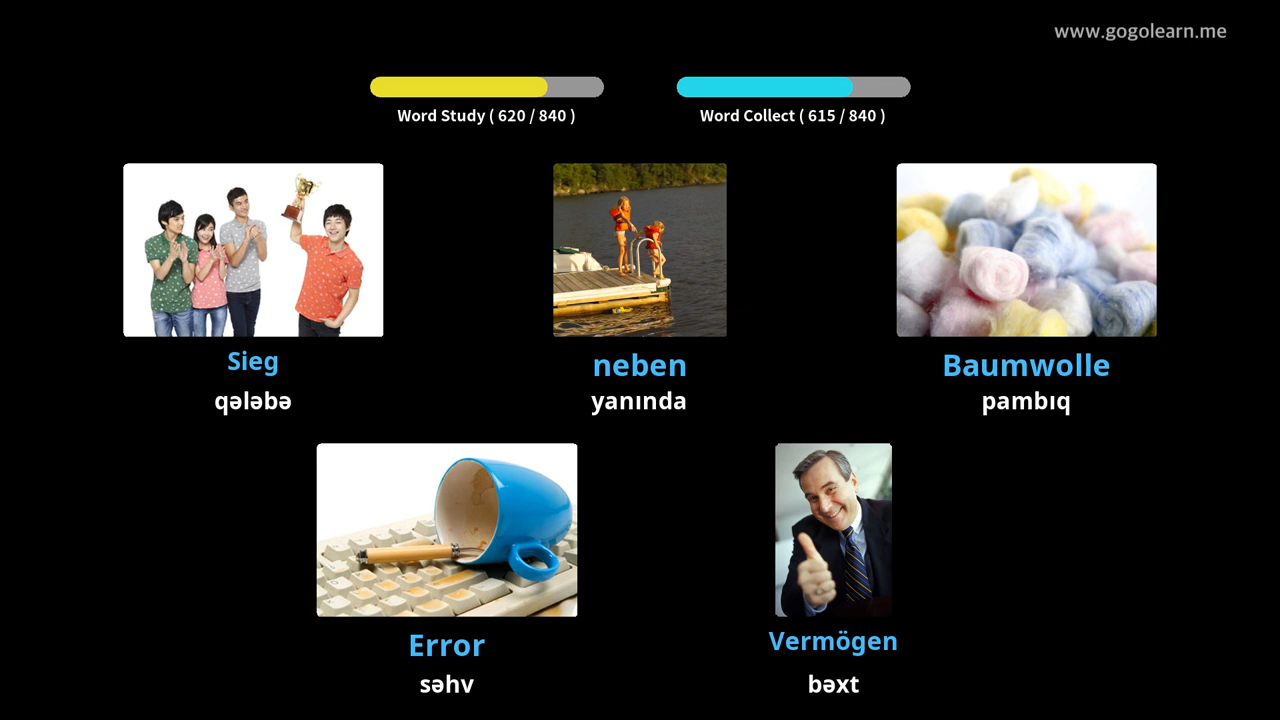 www.gogolearn.me
Word Study ( 620 / 840 )
Word Collect ( 615 / 840 )
Sieg
neben
Baumwolle
qələbə
yanında
pambıq
Error
Vermögen
səhv
bəxt